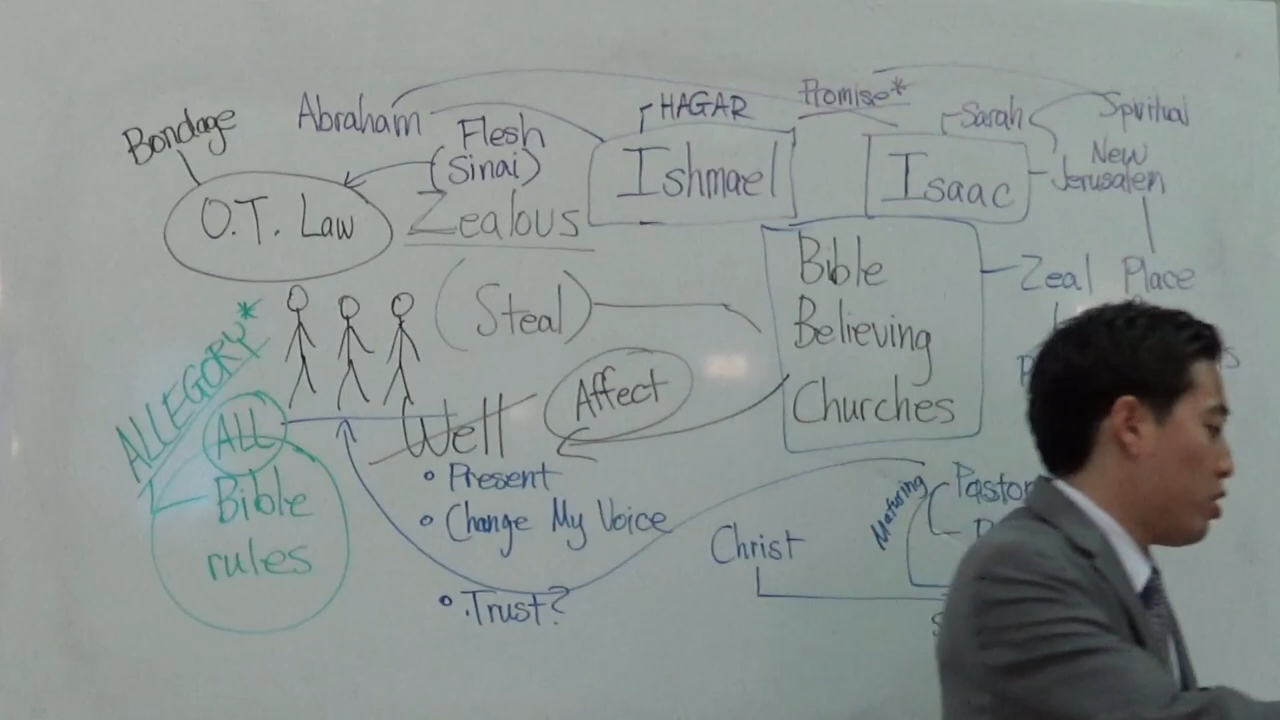 Bondage
Abraham
Flesh
(Sinai)
HAGAR
Promise*
Sarah
Spiritual
O.T. Law
Zealous
Ishmael
Isaac
New
Jerusalem
ALLEGORY*
(Steal)
Bible
Believing
Churches
Zeal
Place
Affect
ALL
Bible
rules
Well
• Present
• Change My Voice
• Trust?
Christ
Maturing
Pastor